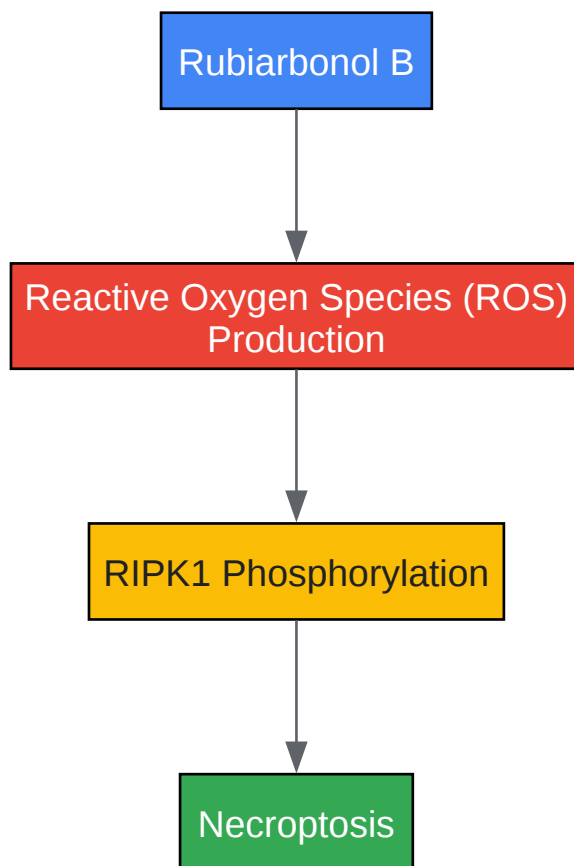 Rubiarbonol B
Reactive Oxygen Species (ROS)
Production
RIPK1 Phosphorylation
Necroptosis